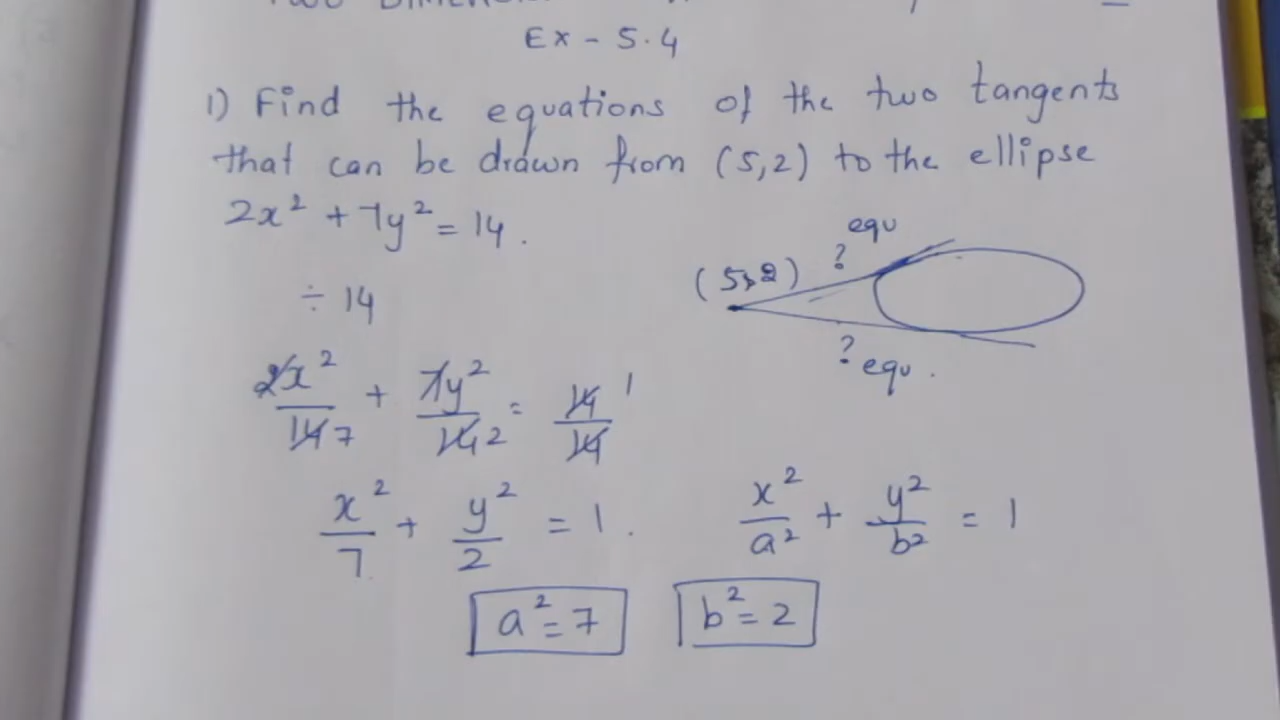 Ex - 5.4
1) Find the equations of the two tangents
that can be drawn from (5,2) to the ellipse
2x² + 7y² = 14.
equ
(5,2) ?
÷ 14
? equ.
2x²/14 7 + 7y²/14 2 = 14/14 1
x²/7 + y²/2 = 1. x²/a² + y²/b² = 1
a² = 7 b² = 2